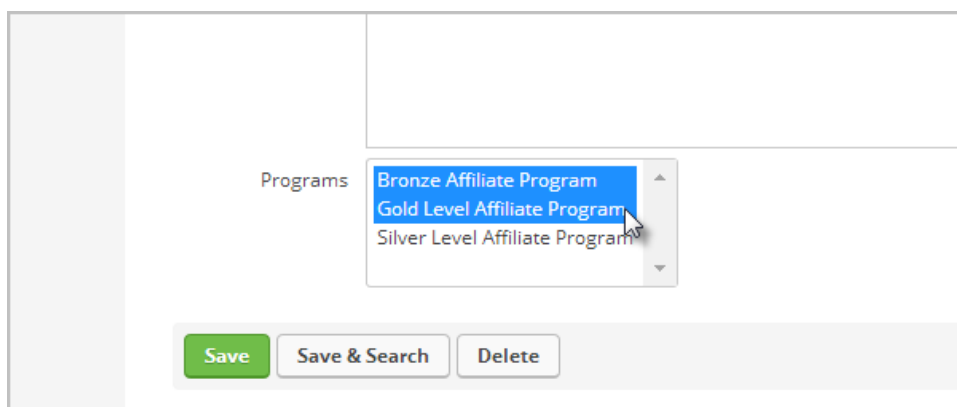 Programs
Bronze Affiliate Program
Gold Level Affiliate Program
Silver Level Affiliate Program
Save Save & Search Delete